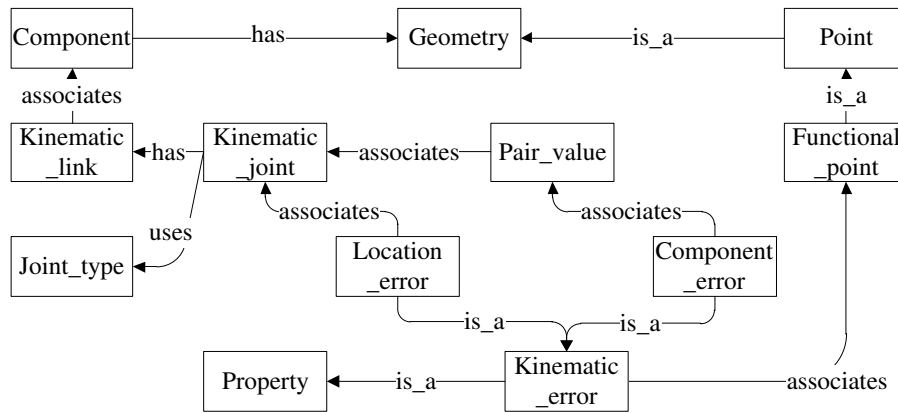 Component
has
Geometry
is_a
Point
associates
is_a
Kinematic
_link
has
Kinematic
_joint
associates
Pair_value
Functional
_point
associates
associates
uses
Joint_type
Location
_error
Component
_error
is_a
is_a
Property
is_a
Kinematic
_error
associates